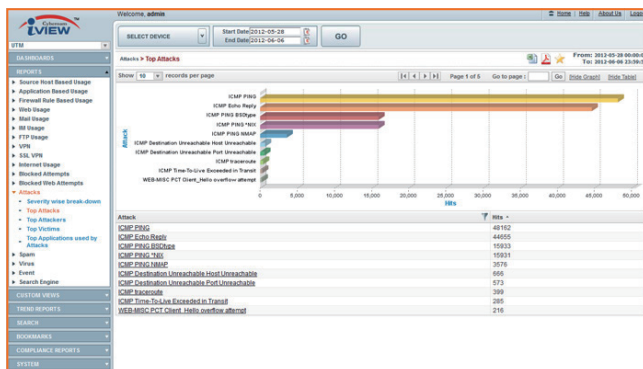 Cyberoam
iVIEW
Welcome, admin
Home | Help About Us Logout
UTM
SELECT DEVICE
Start Date 2012-05-28
End Date 2012-06-06
GO
DASHBOARDS
REPORTS
Source Host Based Usage
Application Based Usage
Firewall Rule Based Usage
Web Usage
Mail Usage
IM Usage
FTP Usage
VPN
SSL VPN
Internet Usage
Blocked Attempts
Blocked Web Attempts
Attacks
Severity wise break-down
Top Attacks
Top Attackers
Top Victims
Top Applications used by Attacks
Spam
Virus
Event
Search Engine
CUSTOM VIEWS
TREND REPORTS
SEARCH
BOOKMARKS
COMPLIANCE REPORTS
SYSTEM
Attacks > Top Attacks
From: 2012-05-28 00:00:0
To: 2012-06-06 23:59:5
Show 10 records per page
Page 1 of 5 Go to page : Go [Hide Graph] [Hide Table]
Attack
ICMP PING
ICMP Echo Reply
ICMP PING BSDtype
ICMP PING *NIX
ICMP PING NMAP
ICMP Destination Unreachable Host Unreachable
ICMP Destination Unreachable Port Unreachable
ICMP traceroute
ICMP Time-To-Live Exceeded in Transit
WEB-MISC PCT Client_Hello overflow attempt
0 5,000 10,000 15,000 20,000 25,000 30,000 35,000 40,000 45,000 50,000
Hits
Attack Hits
ICMP PING 48162
ICMP Echo Reply 44655
ICMP PING BSDtype 15933
ICMP PING *NIX 15931
ICMP PING NMAP 3576
ICMP Destination Unreachable Host Unreachable 666
ICMP Destination Unreachable Port Unreachable 573
ICMP traceroute 399
ICMP Time-To-Live Exceeded in Transit 285
WEB-MISC PCT Client_Hello overflow attempt 216